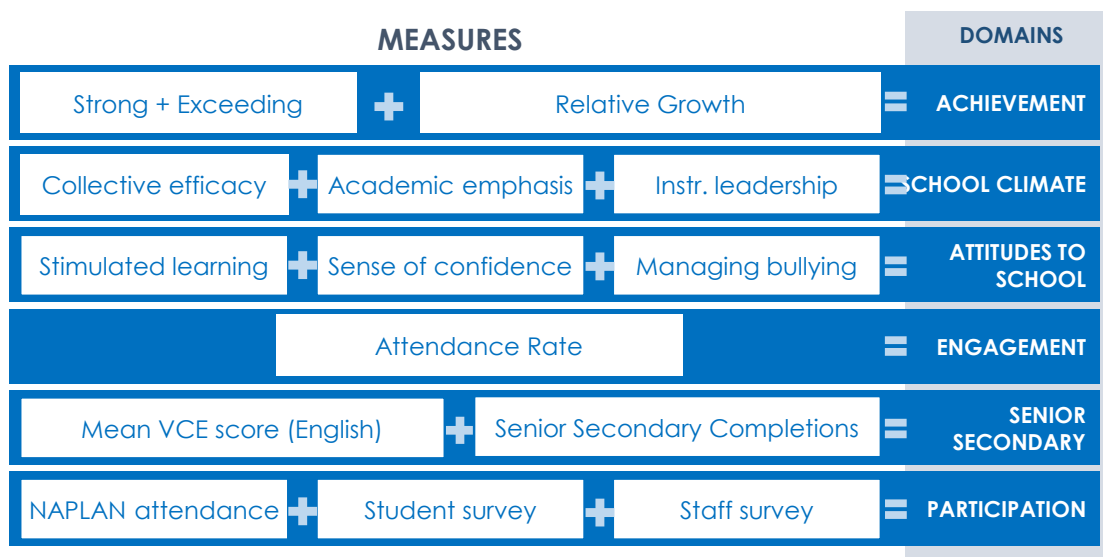 MEASURES DOMAINS
Strong + Exceeding + Relative Growth = ACHIEVEMENT
Collective efficacy + Academic emphasis + Instr. leadership = SCHOOL CLIMATE
Stimulated learning + Sense of confidence + Managing bullying = ATTITUDES TO
SCHOOL
Attendance Rate = ENGAGEMENT
Mean VCE score (English) + Senior Secondary Completions = SENIOR
SECONDARY
NAPLAN attendance + Student survey + Staff survey = PARTICIPATION